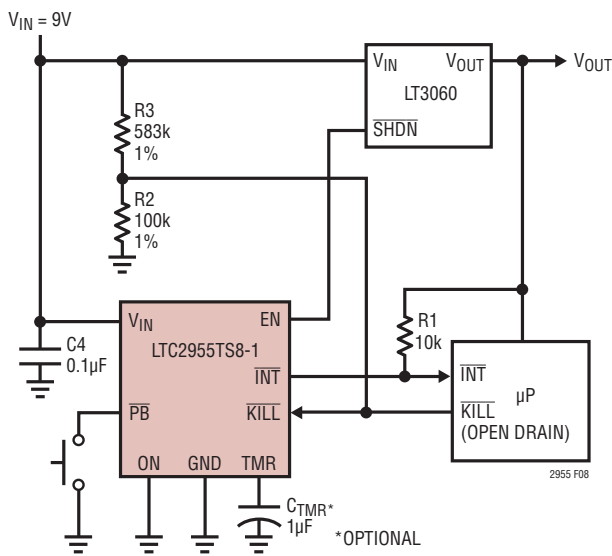 V_IN = 9V
V_IN
V_OUT
LT3060
SHDN
V_OUT
R3
583k
1%
R2
100k
1%
V_IN
EN
LTC2955TS8-1
INT
PB
KILL
ON
GND
TMR
C4
0.1µF
R1
10k
INT
µP
KILL
(OPEN DRAIN)
2955 F08
C_TMR*
1µF
*OPTIONAL